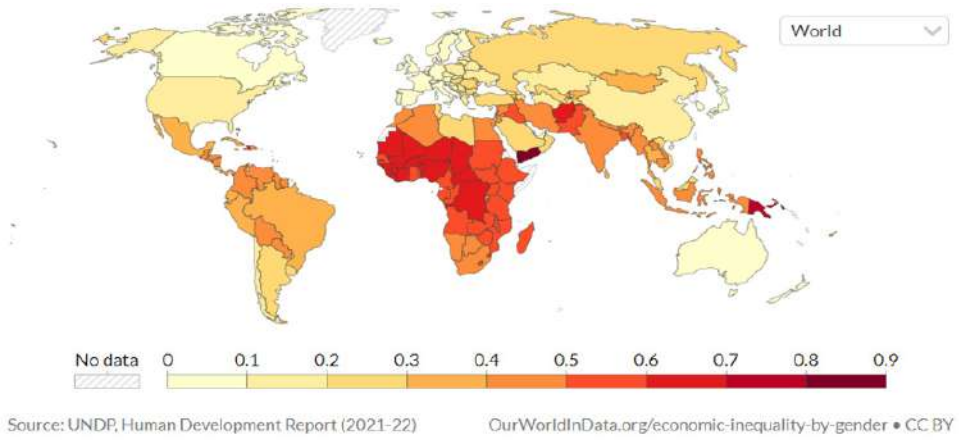 World
No data 0 0.1 0.2 0.3 0.4 0.5 0.6 0.7 0.8 0.9
Source: UNDP, Human Development Report (2021-22) OurWorldInData.org/economic-inequality-by-gender • CC BY